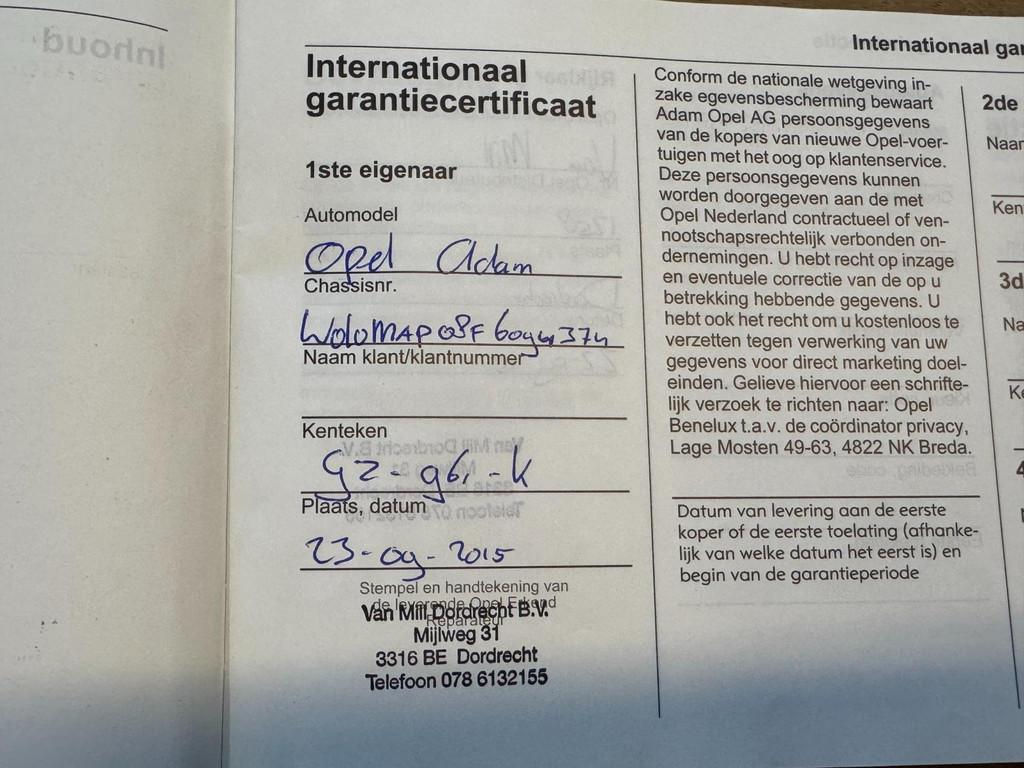 Internationaal gar
Internationaal
garantiecertificaat
1ste eigenaar
Automodel
Opel Adam
Chassisnr.
W0L0MAP08F6094374
Naam klant/klantnummer
Kenteken
GZ-961-K
Plaats, datum
23-09-2015
Stempel en handtekening van
de leverende Opel Erkend
Reparateur
Van Mill Dordrecht B.V.
Mijlweg 31
3316 BE Dordrecht
Telefoon 078 6132155
Conform de nationale wetgeving in-
zake egevensbescherming bewaart
Adam Opel AG persoonsgegevens
van de kopers van nieuwe Opel-voer-
tuigen met het oog op klantenservice.
Deze persoonsgegevens kunnen
worden doorgegeven aan de met
Opel Nederland contractueel of ven-
nootschapsrechtelijk verbonden on-
dernemingen. U hebt recht op inzage
en eventuele correctie van de op u
betrekking hebbende gegevens. U
hebt ook het recht om u kosteloos te
verzetten tegen verwerking van uw
gegevens voor direct marketing doel-
einden. Gelieve hiervoor een schrifte-
lijk verzoek te richten naar: Opel
Benelux t.a.v. de coördinator privacy,
Lage Mosten 49-63, 4822 NK Breda.
Datum van levering aan de eerste
koper of de eerste toelating (afhanke-
lijk van welke datum het eerst is) en
begin van de garantieperiode
2de
Naar
Ken
3d
Na
Ke
4